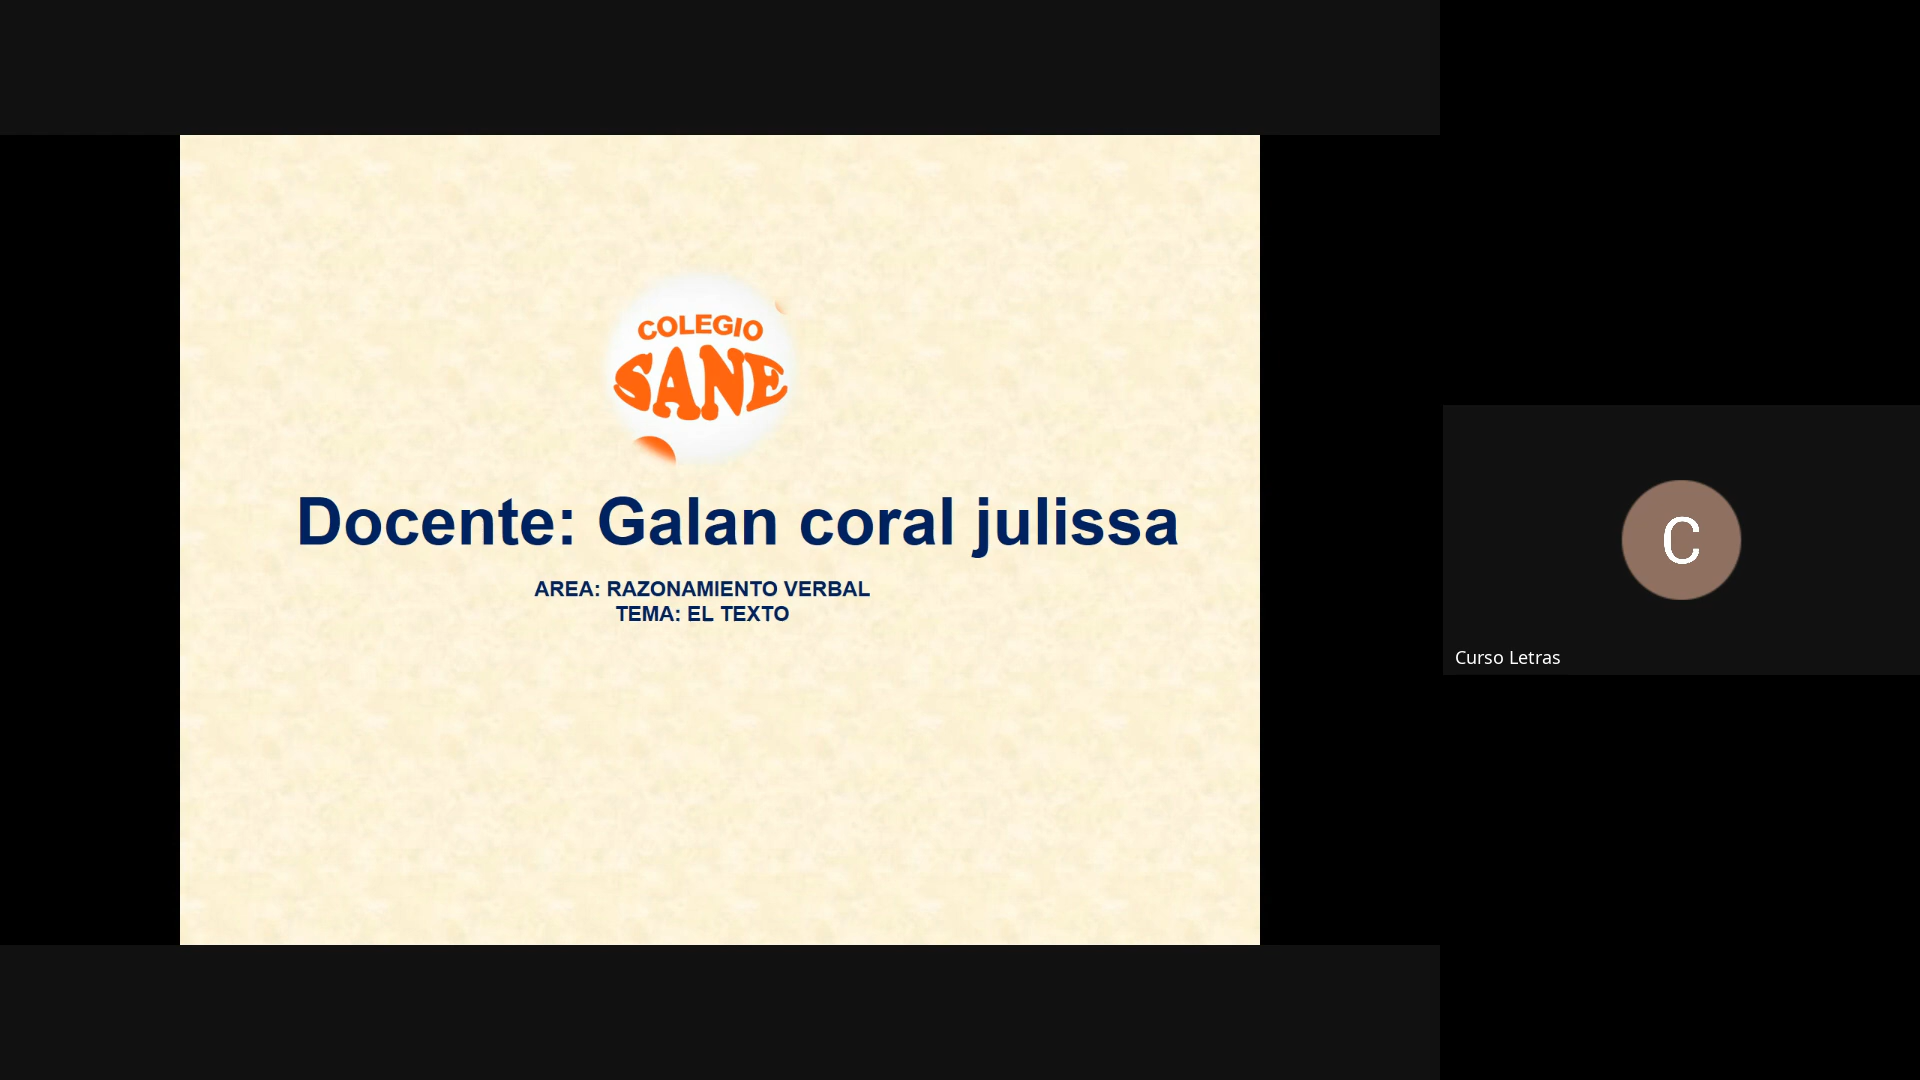 COLEGIO
SANE
Docente: Galan coral julissa
AREA: RAZONAMIENTO VERBAL
TEMA: EL TEXTO
C
Curso Letras